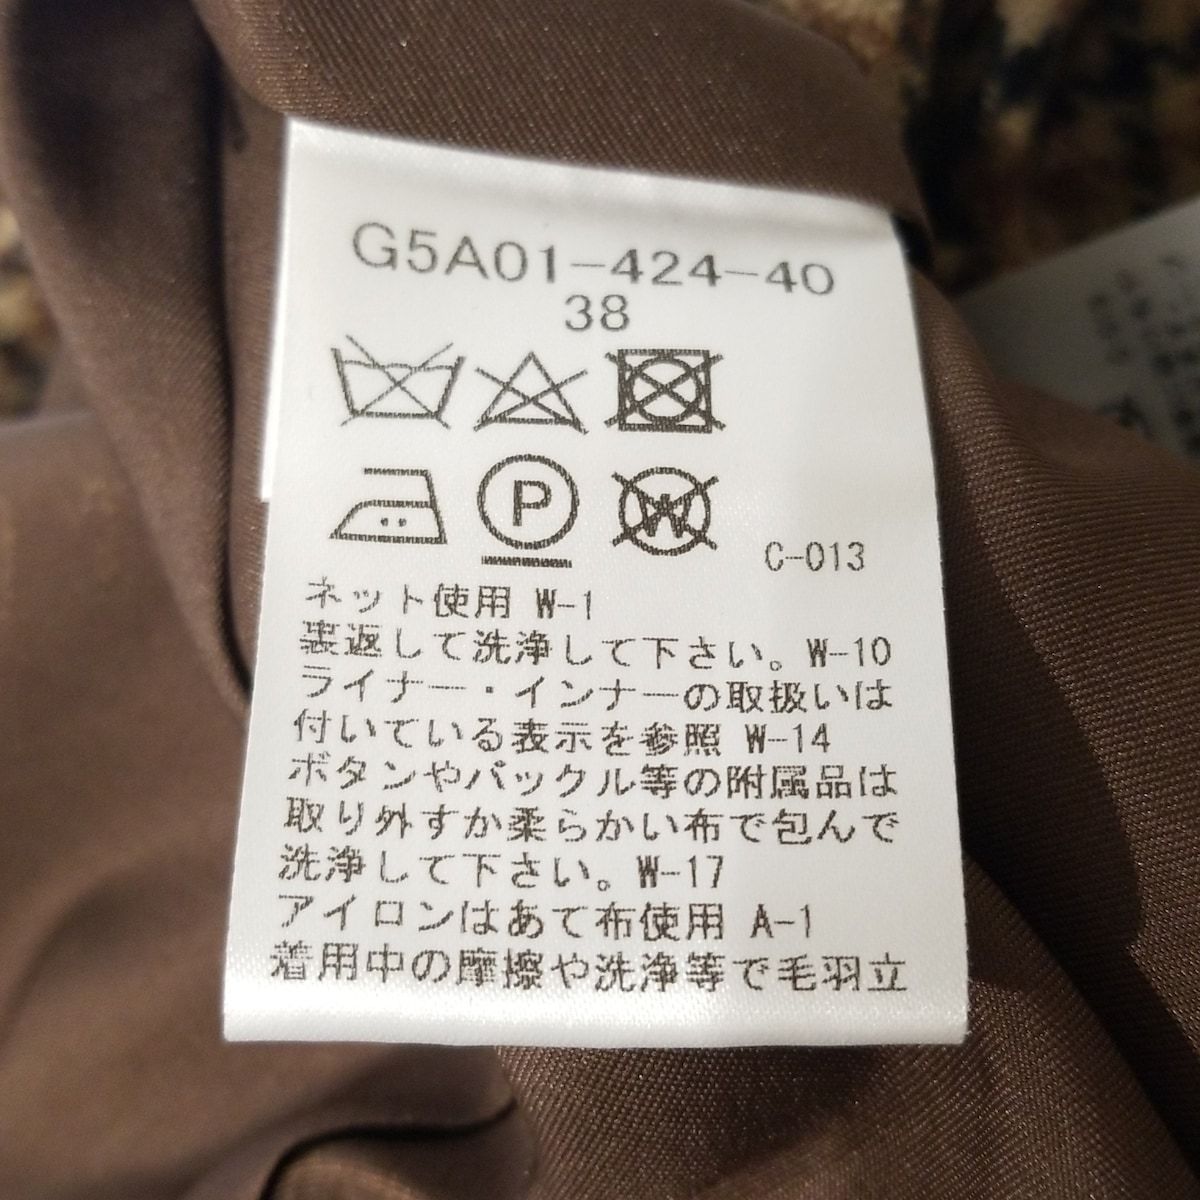 G5A01-424-40
38
P
W
C-013
ネット使用 W-1
裏返して洗浄して下さい。W-10
ライナー・インナーの取扱いは
付いている表示を参照 W-14
ボタンやバックル等の附属品は
取り外すか柔らかい布で包んで
洗浄して下さい。W-17
アイロンはあて布使用 A-1
着用中の摩擦や洗浄等で毛羽立